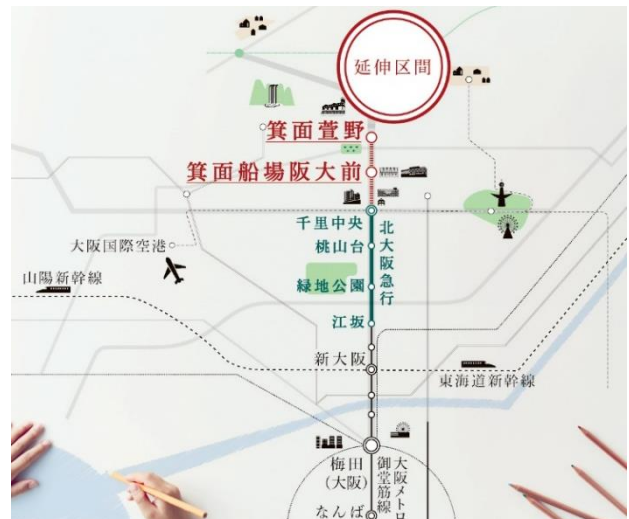 延伸区間
箕面萱野
箕面船場阪大前
千里中央
桃山台
緑地公園
江坂
北大阪急行
大阪国際空港
山陽新幹線
新大阪
東海道新幹線
梅田
(大阪)
なんば
大阪メトロ
御堂筋線